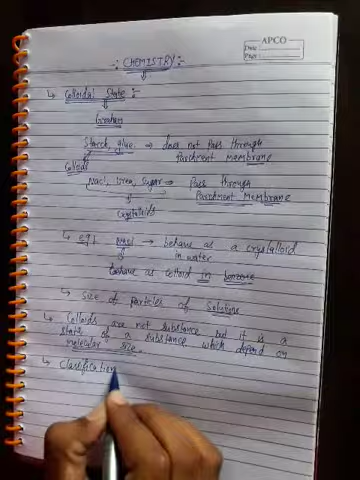 APCO
Date
Page
:- CHEMISTRY :-
↳ Colloidal State :-
Graham
Starch, glue → does not Pass through
Parchment membrane
Colloids
Nacl, Urea, Sugar → Pass through
Parchment Membrane
Crystalloids
↳ eg| Nacl → behave as a crystalloid
in water
behave as colloid in benzene
↳ Size of particles of Solution
↳ Colloids are not substance but it is a
state of a substance which depend on
molecular size.
↳ Classification